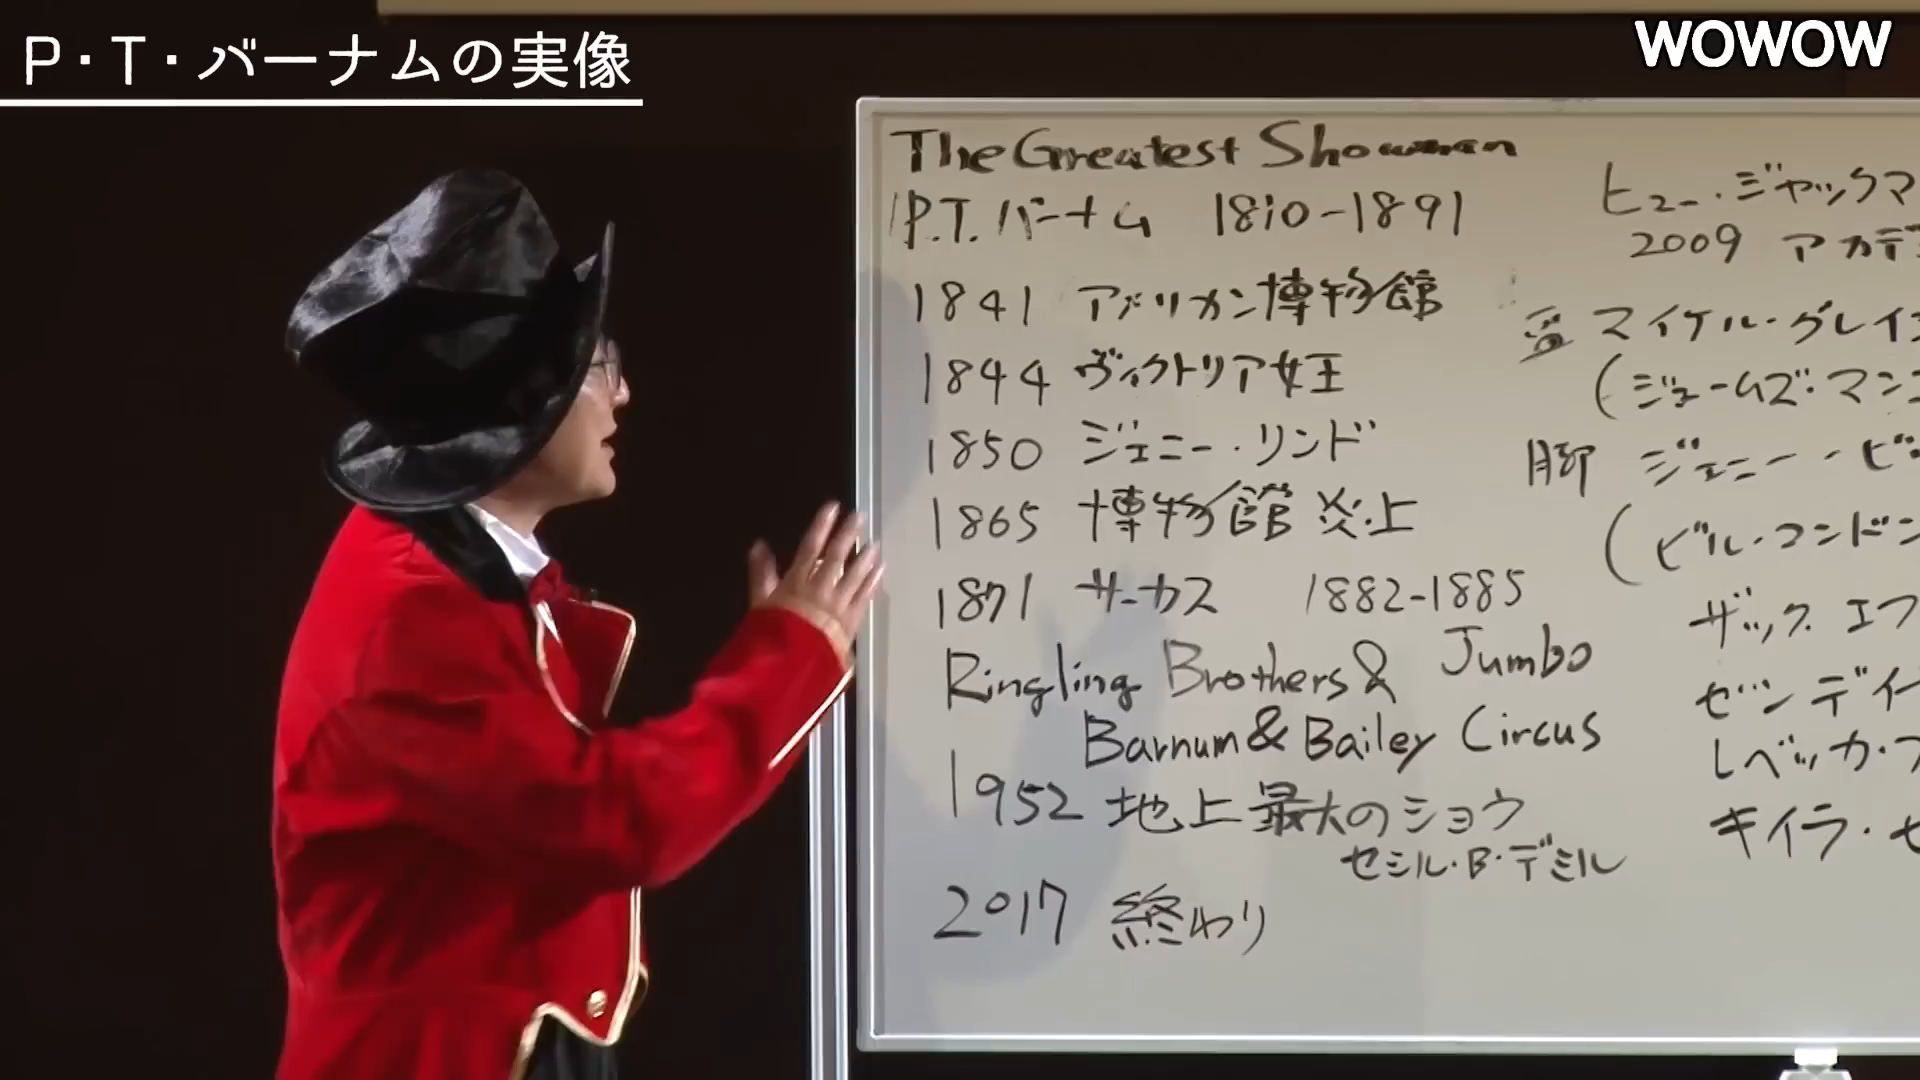 P・T・バーナムの実像
WOWOW
The Greatest Showman
P.T. バーナム 1810-1891
1841 アメリカン博物館
1844 ヴィクトリア女王
1850 ジェニー・リンド
1865 博物館炎上
1871 サーカス 1882-1885
Ringling Brothers & Jumbo
Barnum & Bailey Circus
1952 地上最大のショウ
セシル・B・デミル
2017 終わり
ヒュー・ジャックマ
2009 アカデ
マイケル・グレイ
(ジェームズ・マン
脚 ジェニー・ビ
(ビル・コンドン
ザック エフ
ゼンデイ
レベッカ・フ
キイラ・セ